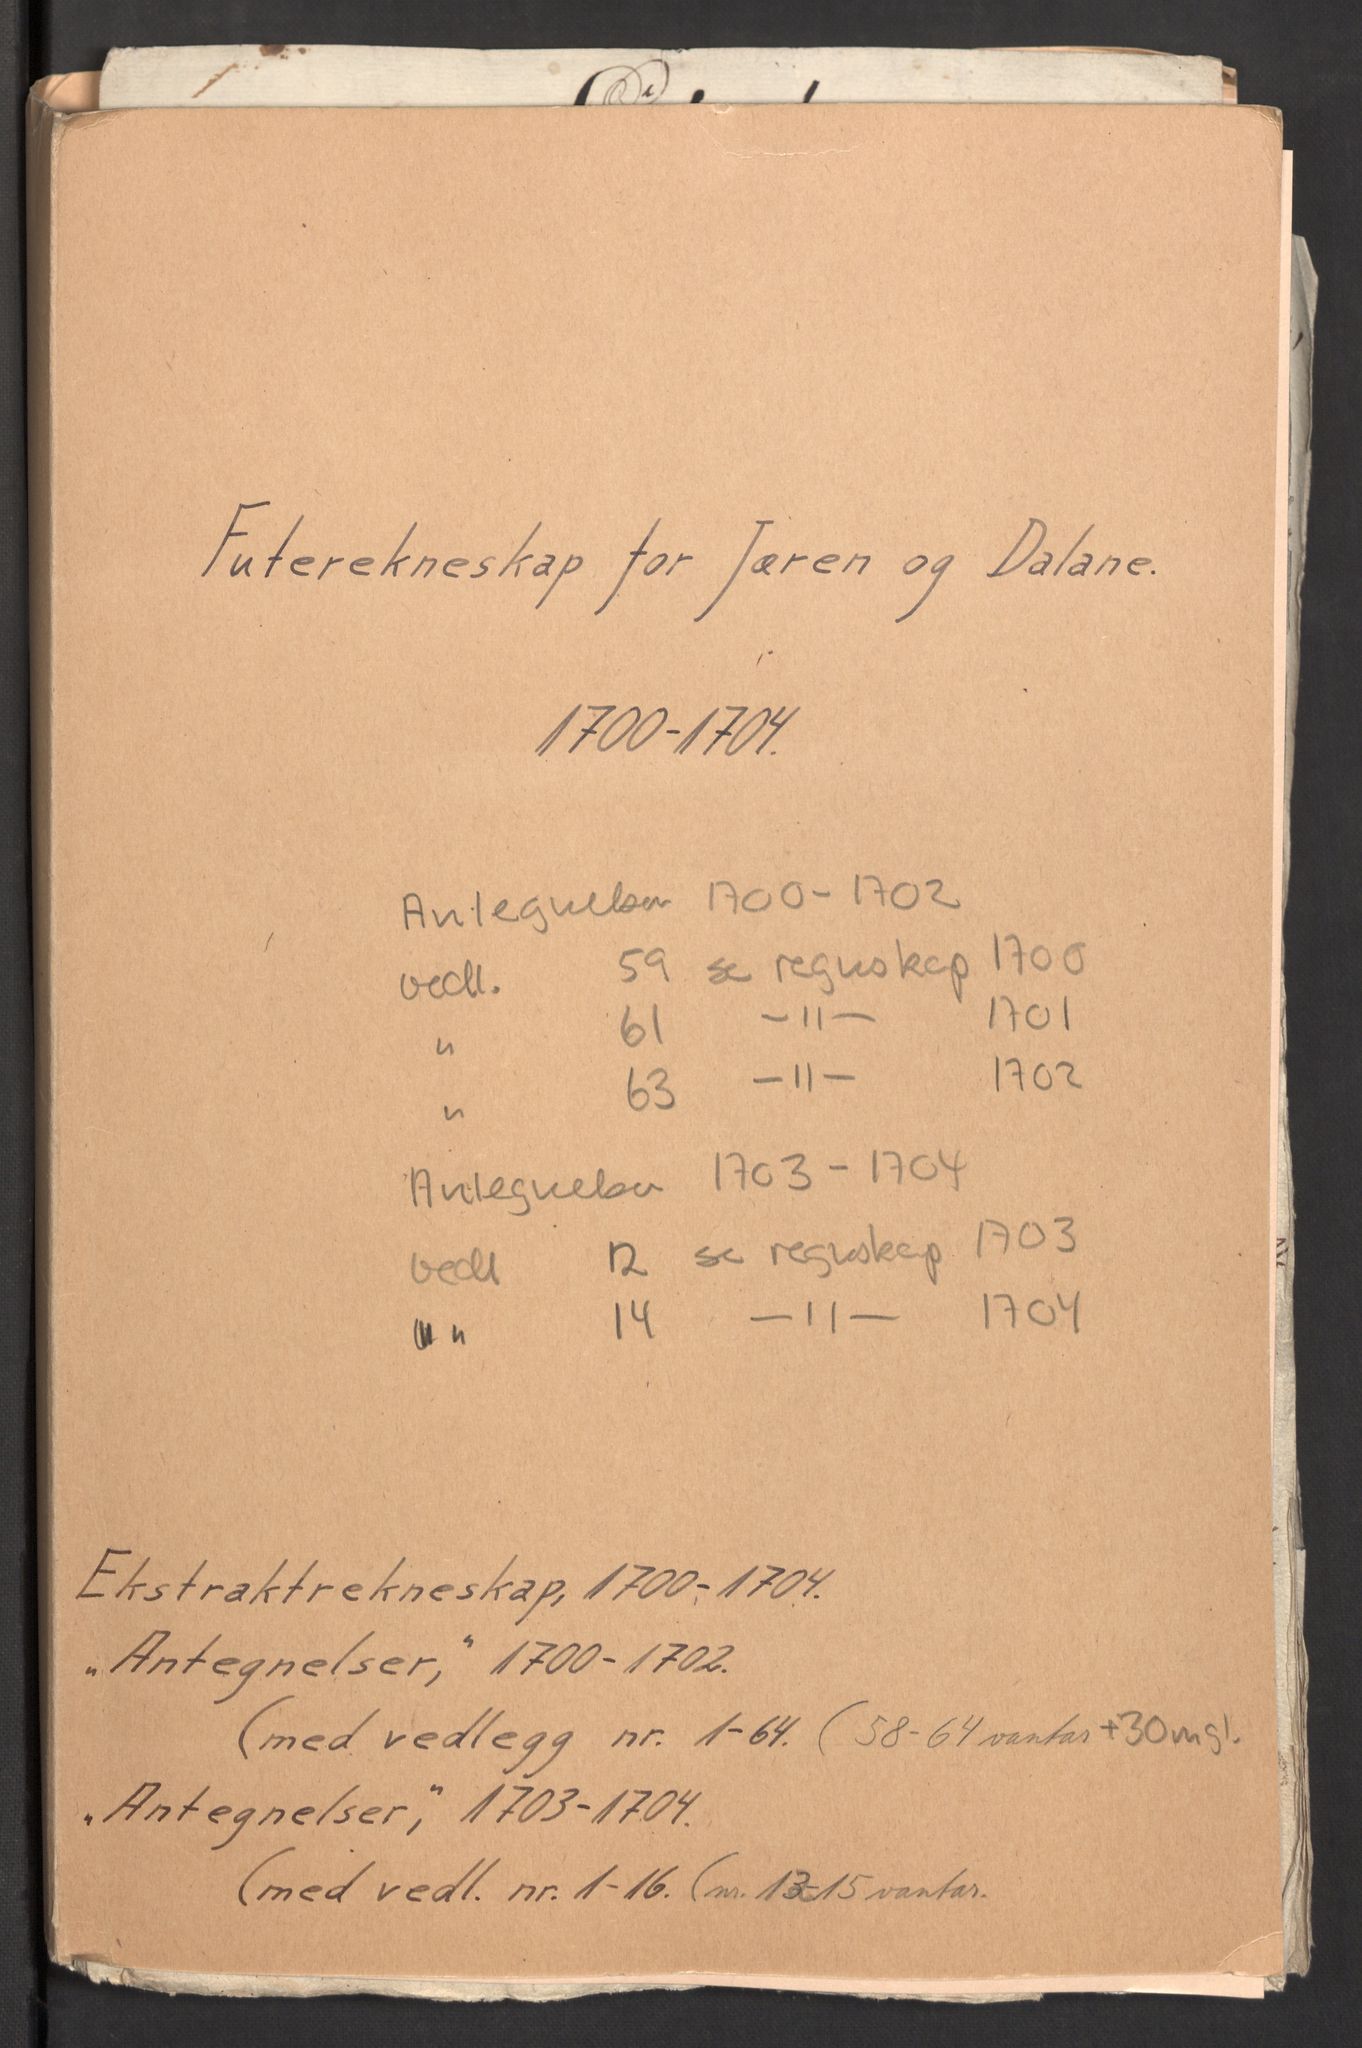 Futerekneskap for Jæren og Dalane.
1700-1704.
Antegnelser 1700-1702
vedl. 59 se regnskap 1700
" 61 -"- 1701
" 63 -"- 1702
Antegnelser 1703-1704
vedl 12 se regnskap 1703
" 14 -"- 1704
Ekstraktrekneskap, 1700-1704.
„Antegnelser," 1700-1702.
(med vedlegg nr. 1-64. (58-64 vantar +30 mgl.
„Antegnelser," 1703-1704.
(med vedl. nr. 1-16. (nr. 13-15 vantar.